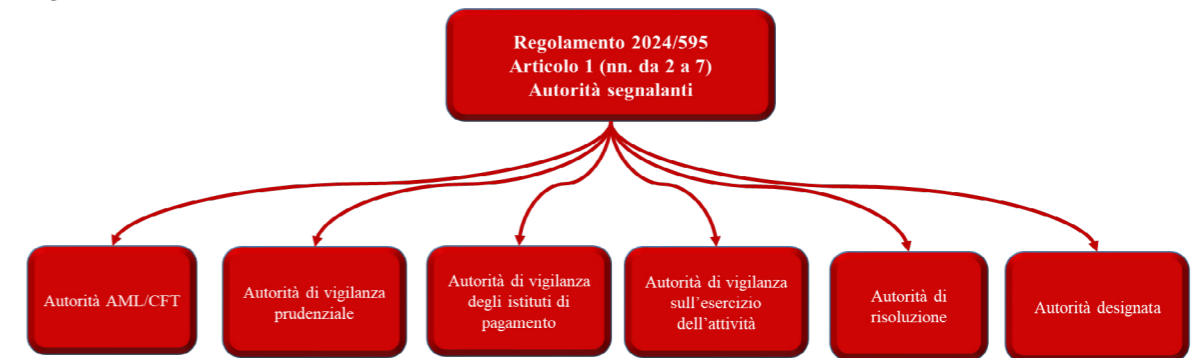 Regolamento 2024/595
Articolo 1 (nn. da 2 a 7)
Autorità segnalanti
Autorità AML/CFT
Autorità di vigilanza
prudenziale
Autorità di vigilanza
degli istituti di
pagamento
Autorità di vigilanza
sull’esercizio
dell’attività
Autorità di
risoluzione
Autorità designata